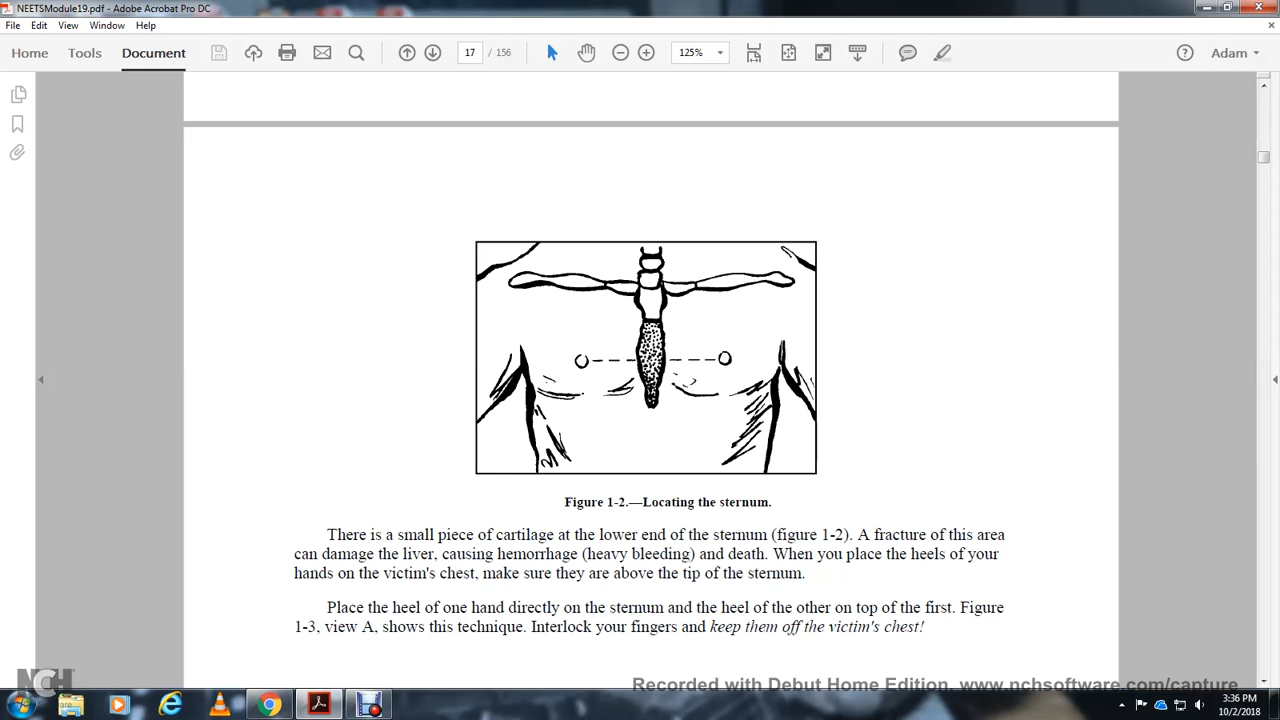 NEETSModule19.pdf - Adobe Acrobat Pro DC
File Edit View Window Help
Home Tools Document 17 / 156 125% Adam
Figure 1-2.—Locating the sternum.
There is a small piece of cartilage at the lower end of the sternum (figure 1-2). A fracture of this area
can damage the liver, causing hemorrhage (heavy bleeding) and death. When you place the heels of your
hands on the victim's chest, make sure they are above the tip of the sternum.
Place the heel of one hand directly on the sternum and the heel of the other on top of the first. Figure
1-3, view A, shows this technique. Interlock your fingers and keep them off the victim's chest!
NCH
Recorded with Debut Home Edition. www.nchsoftware.com/capture
3:36 PM
10/2/2018